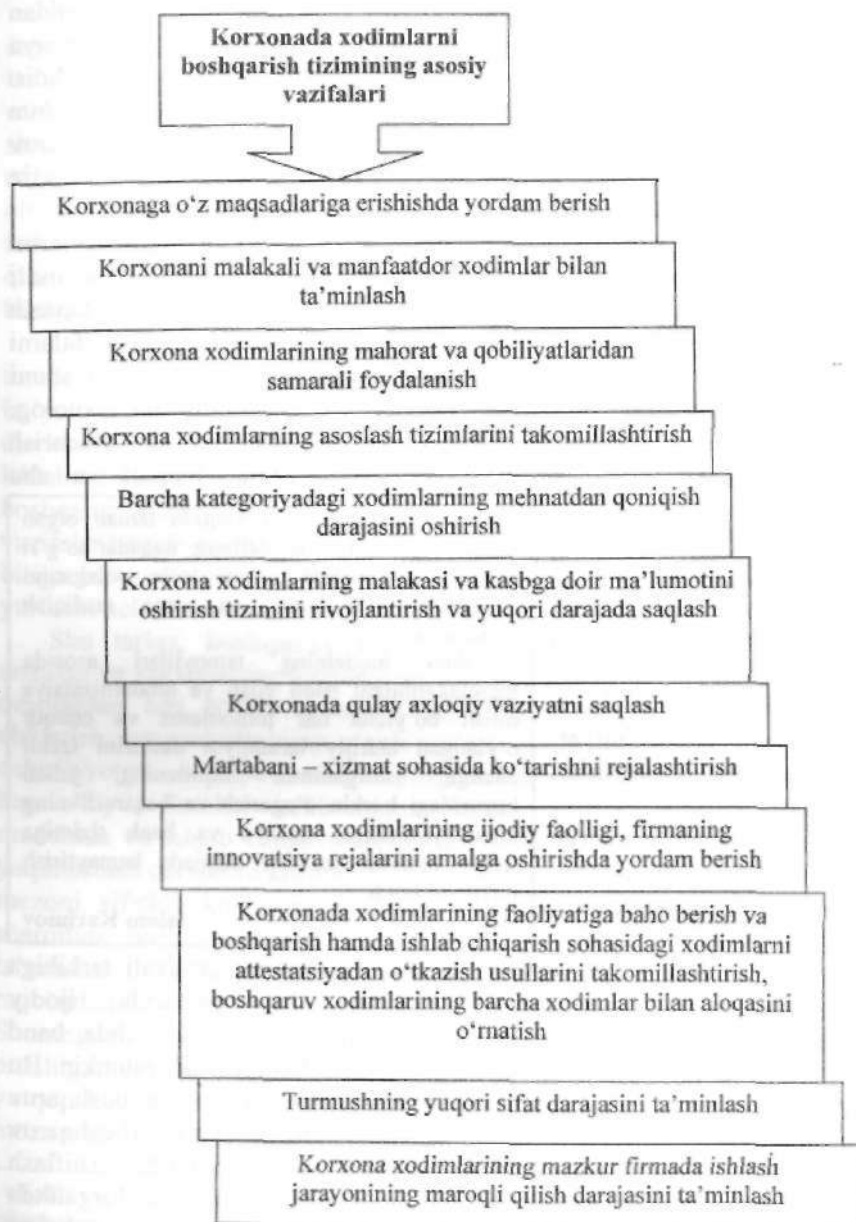 Korxonada xodimlarni
boshqarish tizimining asosiy
vazifalari
Korxonaga o‘z maqsadlariga erishishda yordam berish
Korxonani malakali va manfaatdor xodimlar bilan
ta’minlash
Korxona xodimlarining mahorat va qobiliyatlaridan
samarali foydalanish
Korxona xodimlarning asoslash tizimlarini takomillashtirish
Barcha kategoriyadagi xodimlarning mehnatdan qoniqish
darajasini oshirish
Korxona xodimlarning malakasi va kasbga doir ma’lumotini
oshirish tizimini rivojlantirish va yuqori darajada saqlash
Korxonada qulay axloqiy vaziyatni saqlash
Martabani – xizmat sohasida ko‘tarishni rejalashtirish
Korxona xodimlarining ijodiy faolligi, firmaning
innovatsiya rejalarini amalga oshirishda yordam berish
Korxonada xodimlarining faoliyatiga baho berish va
boshqarish hamda ishlab chiqarish sohasidagi xodimlarni
attestatsiyadan o‘tkazish usullarini takomillashtirish,
boshqaruv xodimlarining barcha xodimlar bilan aloqasini
o‘rnatish
Turmushning yuqori sifat darajasini ta’minlash
Korxona xodimlarining mazkur firmada ishlash
jarayonining maroqli qilish darajasini ta’minlash